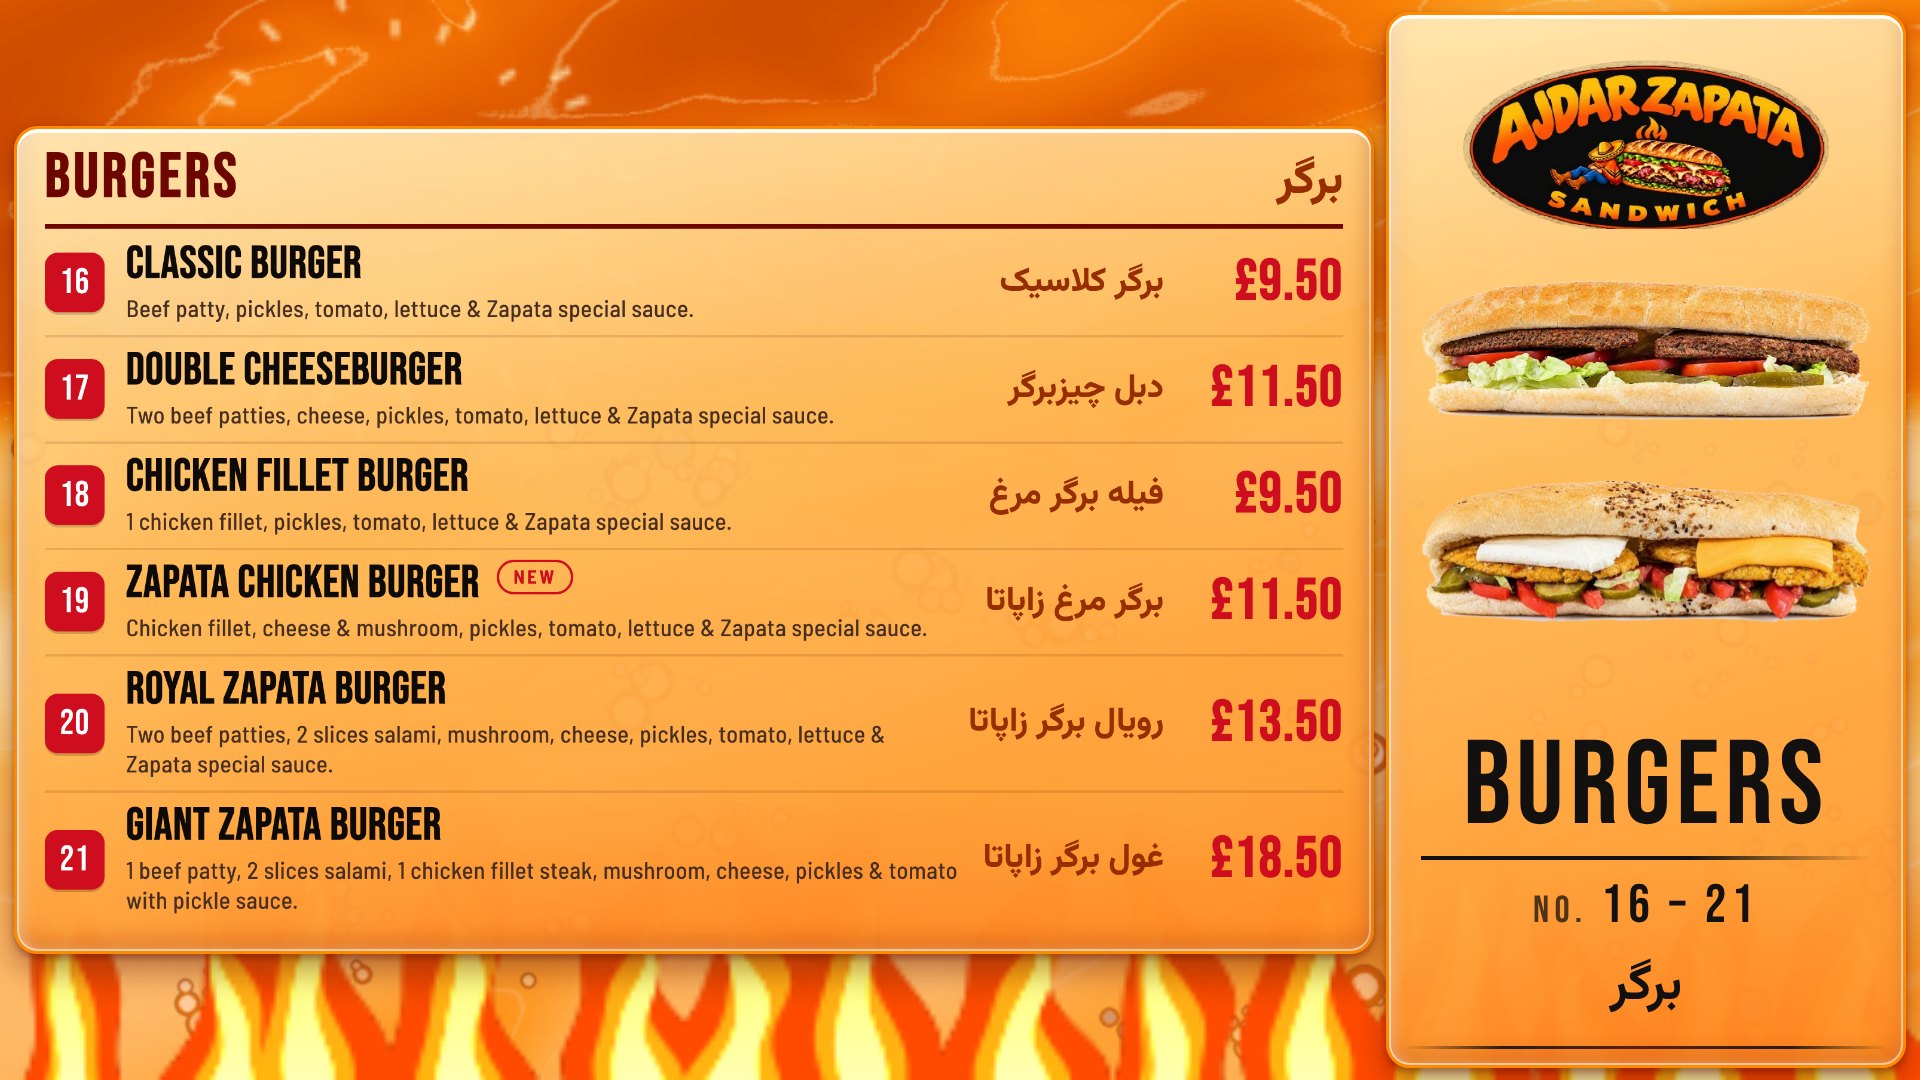 BURGERS
برگر
16
CLASSIC BURGER
Beef patty, pickles, tomato, lettuce & Zapata special sauce.
برگر کلاسیک
£9.50
17
DOUBLE CHEESEBURGER
Two beef patties, cheese, pickles, tomato, lettuce & Zapata special sauce.
دبل چیزبرگر
£11.50
18
CHICKEN FILLET BURGER
1 chicken fillet, pickles, tomato, lettuce & Zapata special sauce.
فیله برگر مرغ
£9.50
19
ZAPATA CHICKEN BURGER NEW
Chicken fillet, cheese & mushroom, pickles, tomato, lettuce & Zapata special sauce.
برگر مرغ زاپاتا
£11.50
20
ROYAL ZAPATA BURGER
Two beef patties, 2 slices salami, mushroom, cheese, pickles, tomato, lettuce &
Zapata special sauce.
رویال برگر زاپاتا
£13.50
21
GIANT ZAPATA BURGER
1 beef patty, 2 slices salami, 1 chicken fillet steak, mushroom, cheese, pickles & tomato
with pickle sauce.
غول برگر زاپاتا
£18.50
AJDAR ZAPATA
SANDWICH
BURGERS
NO. 16 – 21
برگر